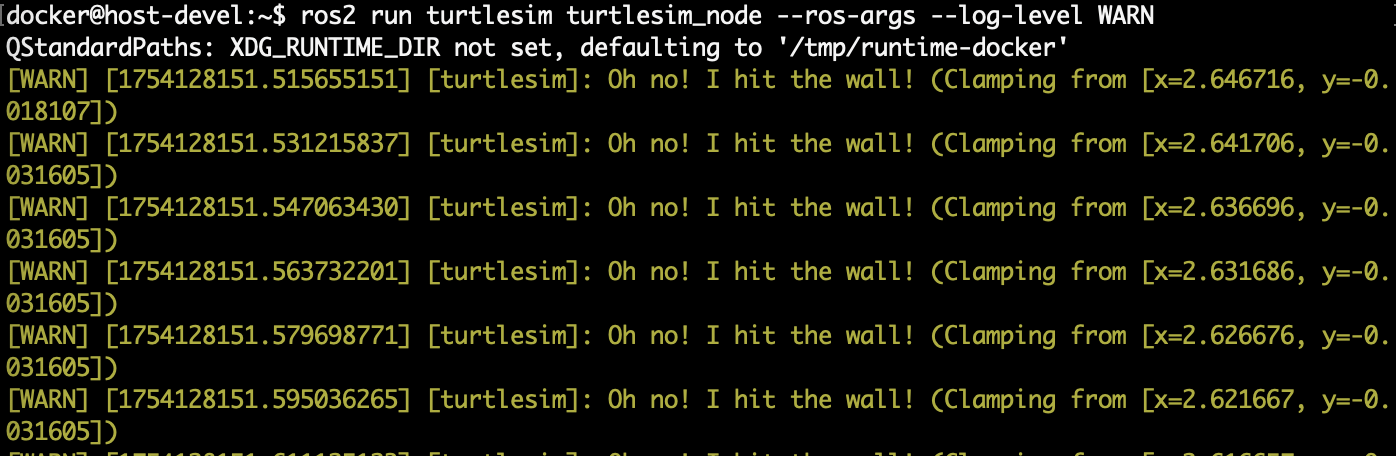 docker@host-devel:~$ ros2 run turtlesim turtlesim_node --ros-args --log-level WARN
QStandardPaths: XDG_RUNTIME_DIR not set, defaulting to '/tmp/runtime-docker'
[WARN] [1754128151.515655151] [turtlesim]: Oh no! I hit the wall! (Clamping from [x=2.646716, y=-0.
018107])
[WARN] [1754128151.531215837] [turtlesim]: Oh no! I hit the wall! (Clamping from [x=2.641706, y=-0.
031605])
[WARN] [1754128151.547063430] [turtlesim]: Oh no! I hit the wall! (Clamping from [x=2.636696, y=-0.
031605])
[WARN] [1754128151.563732201] [turtlesim]: Oh no! I hit the wall! (Clamping from [x=2.631686, y=-0.
031605])
[WARN] [1754128151.579698771] [turtlesim]: Oh no! I hit the wall! (Clamping from [x=2.626676, y=-0.
031605])
[WARN] [1754128151.595036265] [turtlesim]: Oh no! I hit the wall! (Clamping from [x=2.621667, y=-0.
031605])